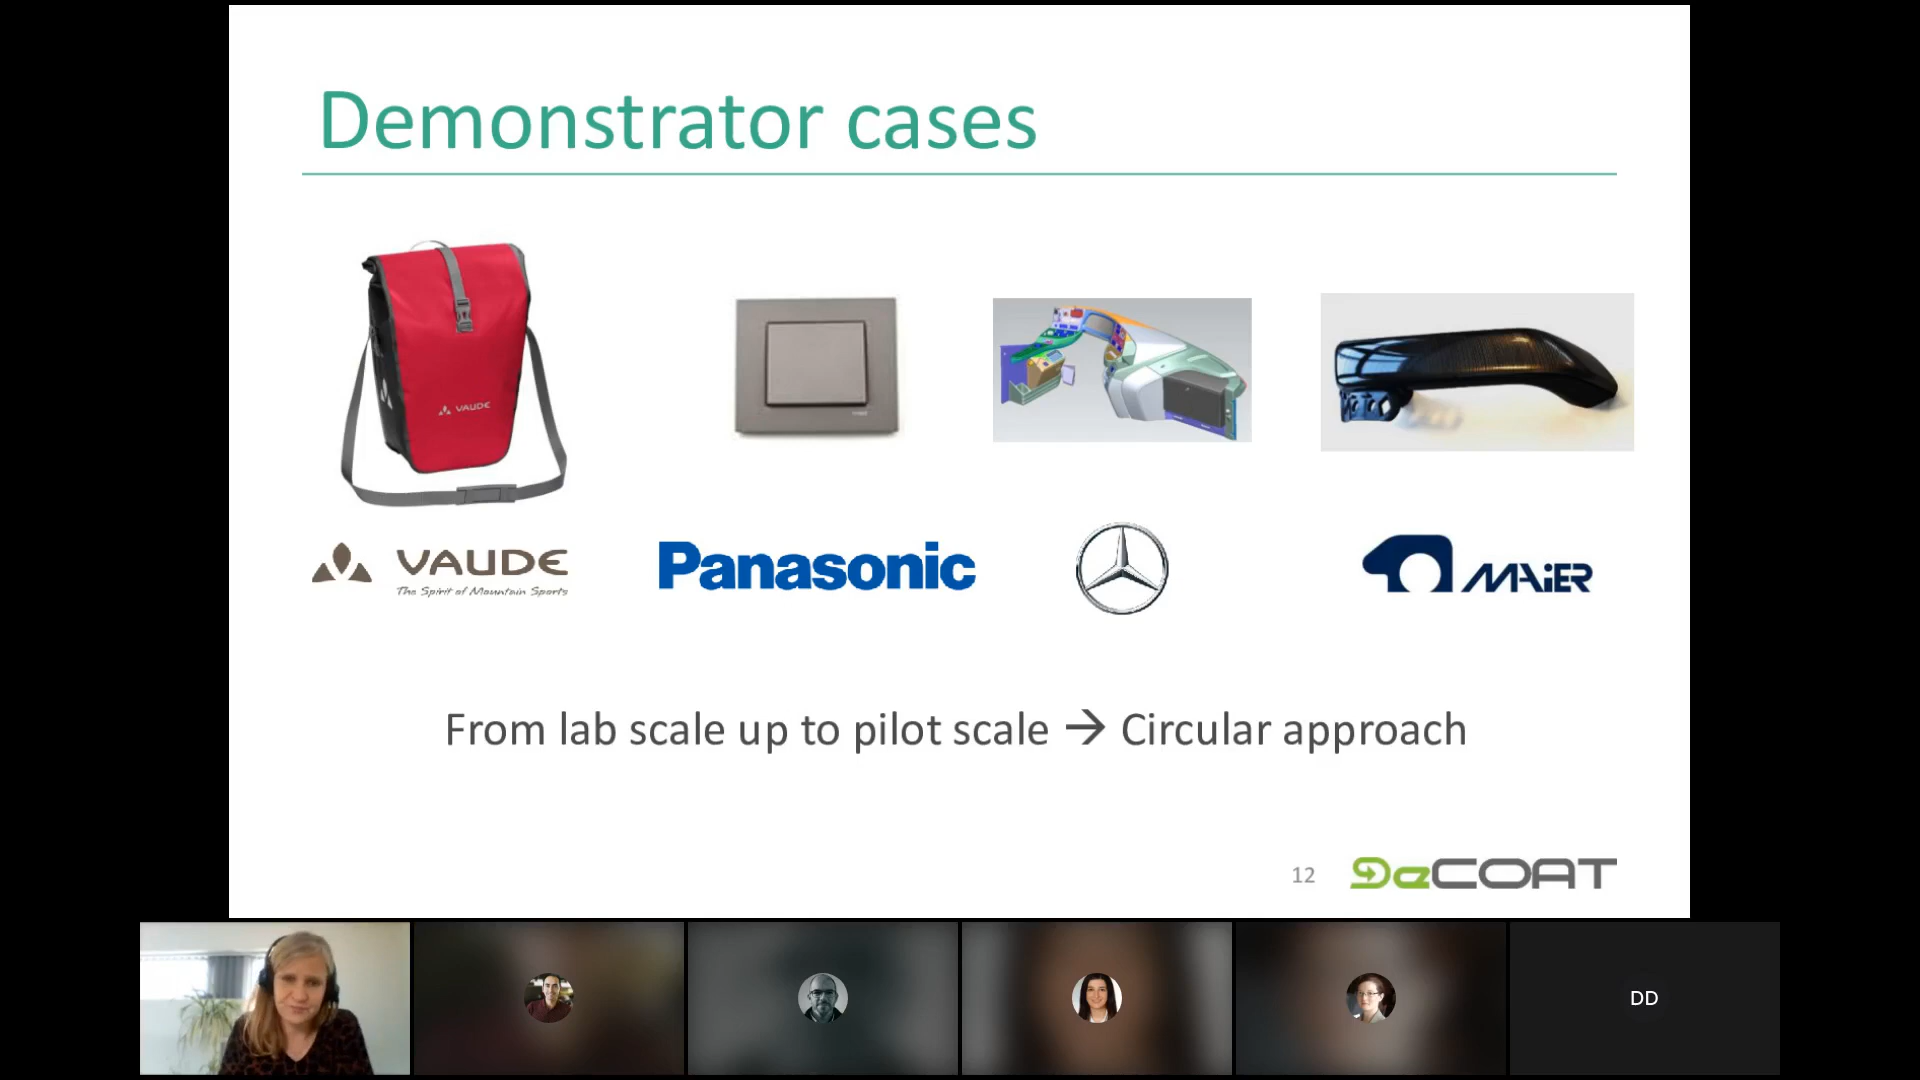 Demonstrator cases
VAUDE
VAUDE
The Spirit of Mountain Sports
Panasonic
MAiER
From lab scale up to pilot scale → Circular approach
12
DeCOAT
DD